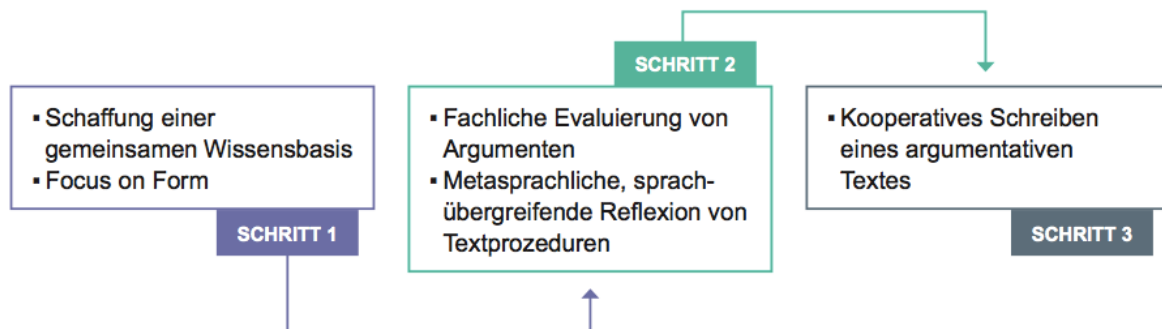 ▪ Schaffung einer
gemeinsamen Wissensbasis
▪ Focus on Form
SCHRITT 1
SCHRITT 2
▪ Fachliche Evaluierung von
Argumenten
▪ Metasprachliche, sprach-
übergreifende Reflexion von
Textprozeduren
▪ Kooperatives Schreiben
eines argumentativen
Textes
SCHRITT 3